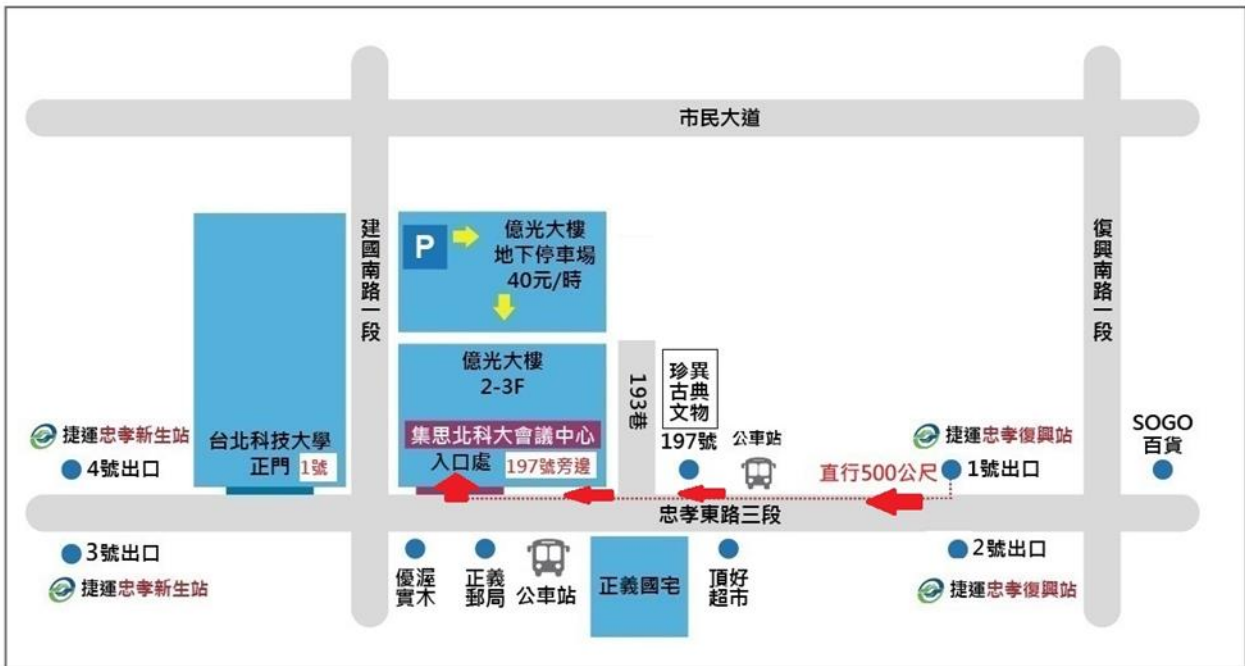 市民大道
建國南路一段
復興南路一段
P
億光大樓
地下停車場
40元/時
億光大樓
2-3F
集思北科大會議中心
入口處
197號旁邊
193巷
珍異
古典
文物
197號
公車站
台北科技大學
正門
1號
捷運忠孝新生站
4號出口
捷運忠孝復興站
1號出口
直行500公尺
SOGO
百貨
忠孝東路三段
3號出口
捷運忠孝新生站
優渥
實木
正義
郵局
公車站
正義國宅
頂好
超市
2號出口
捷運忠孝復興站